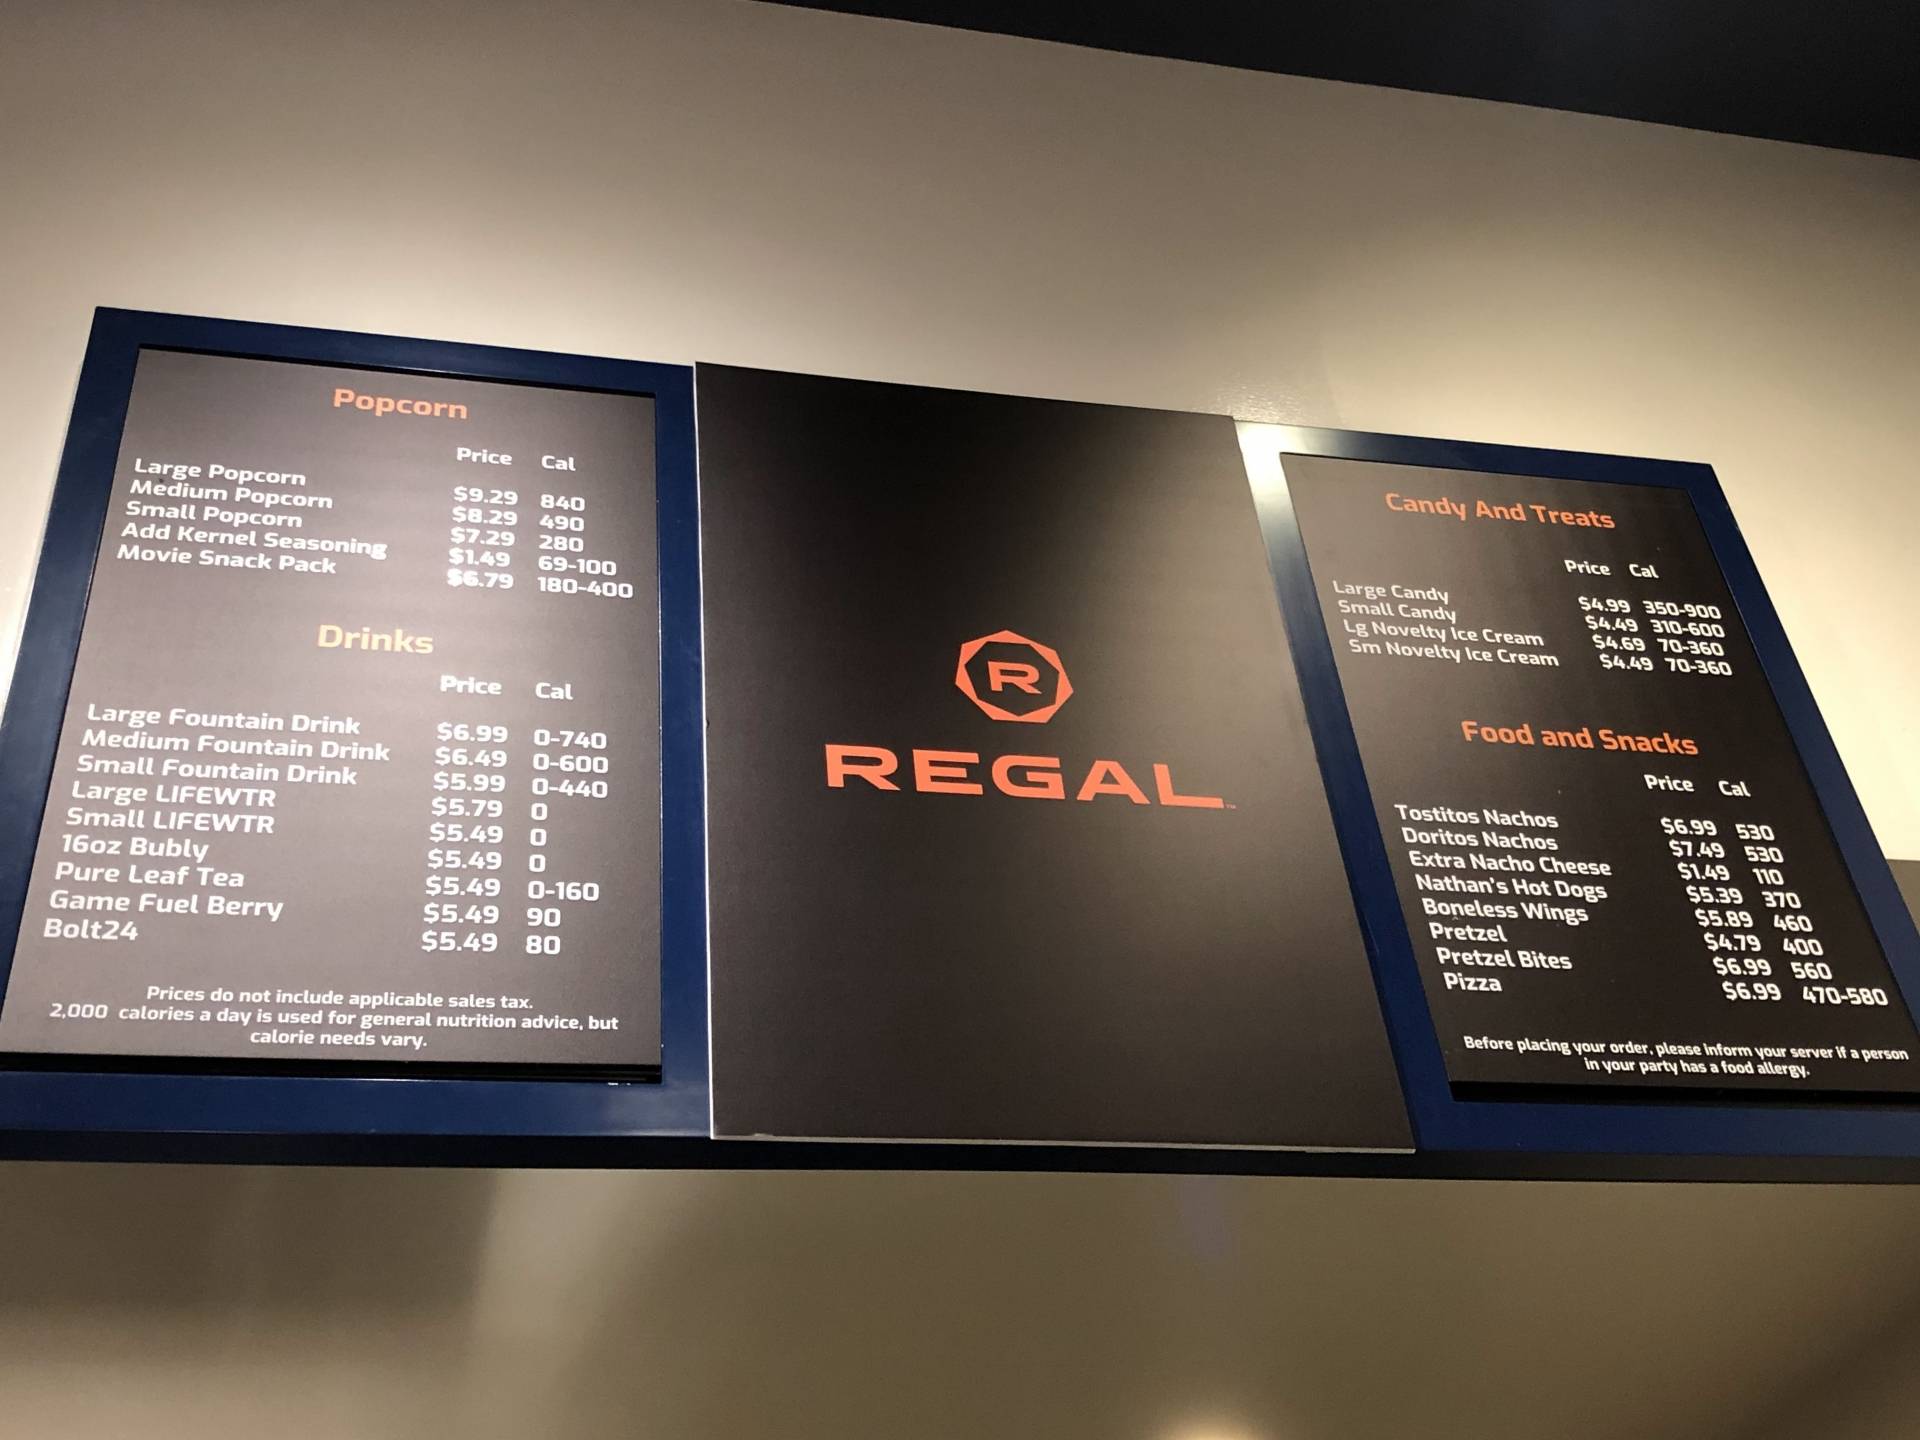 Popcorn
Price Cal
Large Popcorn $9.29 840
Medium Popcorn $8.29 490
Small Popcorn $7.29 280
Add Kernel Seasoning $1.49 69-100
Movie Snack Pack $6.79 180-400
Drinks
Price Cal
Large Fountain Drink $6.99 0-740
Medium Fountain Drink $6.49 0-600
Small Fountain Drink $5.99 0-440
Large LIFEWTR $5.79 0
Small LIFEWTR $5.49 0
16oz Bubly $5.49 0
Pure Leaf Tea $5.49 0-160
Game Fuel Berry $5.49 90
Bolt24 $5.49 80
Prices do not include applicable sales tax.
2,000 calories a day is used for general nutrition advice, but
calorie needs vary.
R
REGAL™
Candy And Treats
Price Cal
Large Candy $4.99 350-900
Small Candy $4.49 310-600
Lg Novelty Ice Cream $4.69 70-360
Sm Novelty Ice Cream $4.49 70-360
Food and Snacks
Price Cal
Tostitos Nachos $6.99 530
Doritos Nachos $7.49 530
Extra Nacho Cheese $1.49 110
Nathan's Hot Dogs $5.39 370
Boneless Wings $5.89 460
Pretzel $4.79 400
Pretzel Bites $6.99 560
Pizza $6.99 470-580
Before placing your order, please inform your server if a person
in your party has a food allergy.